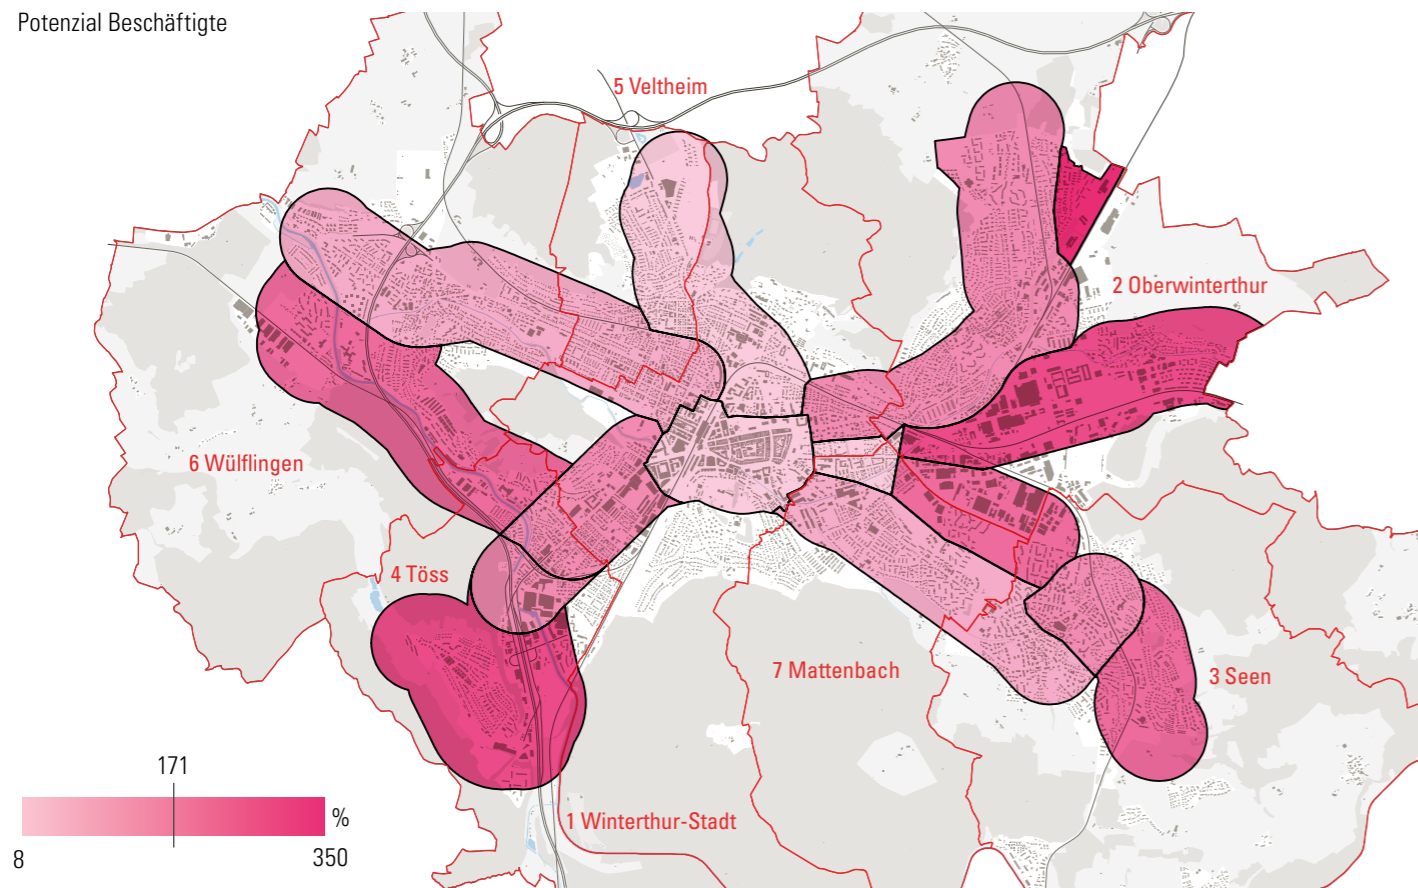 Potenzial Beschäftigte
5 Veltheim
2 Oberwinterthur
6 Wülflingen
4 Töss
7 Mattenbach
3 Seen
1 Winterthur-Stadt
171
%
8
350